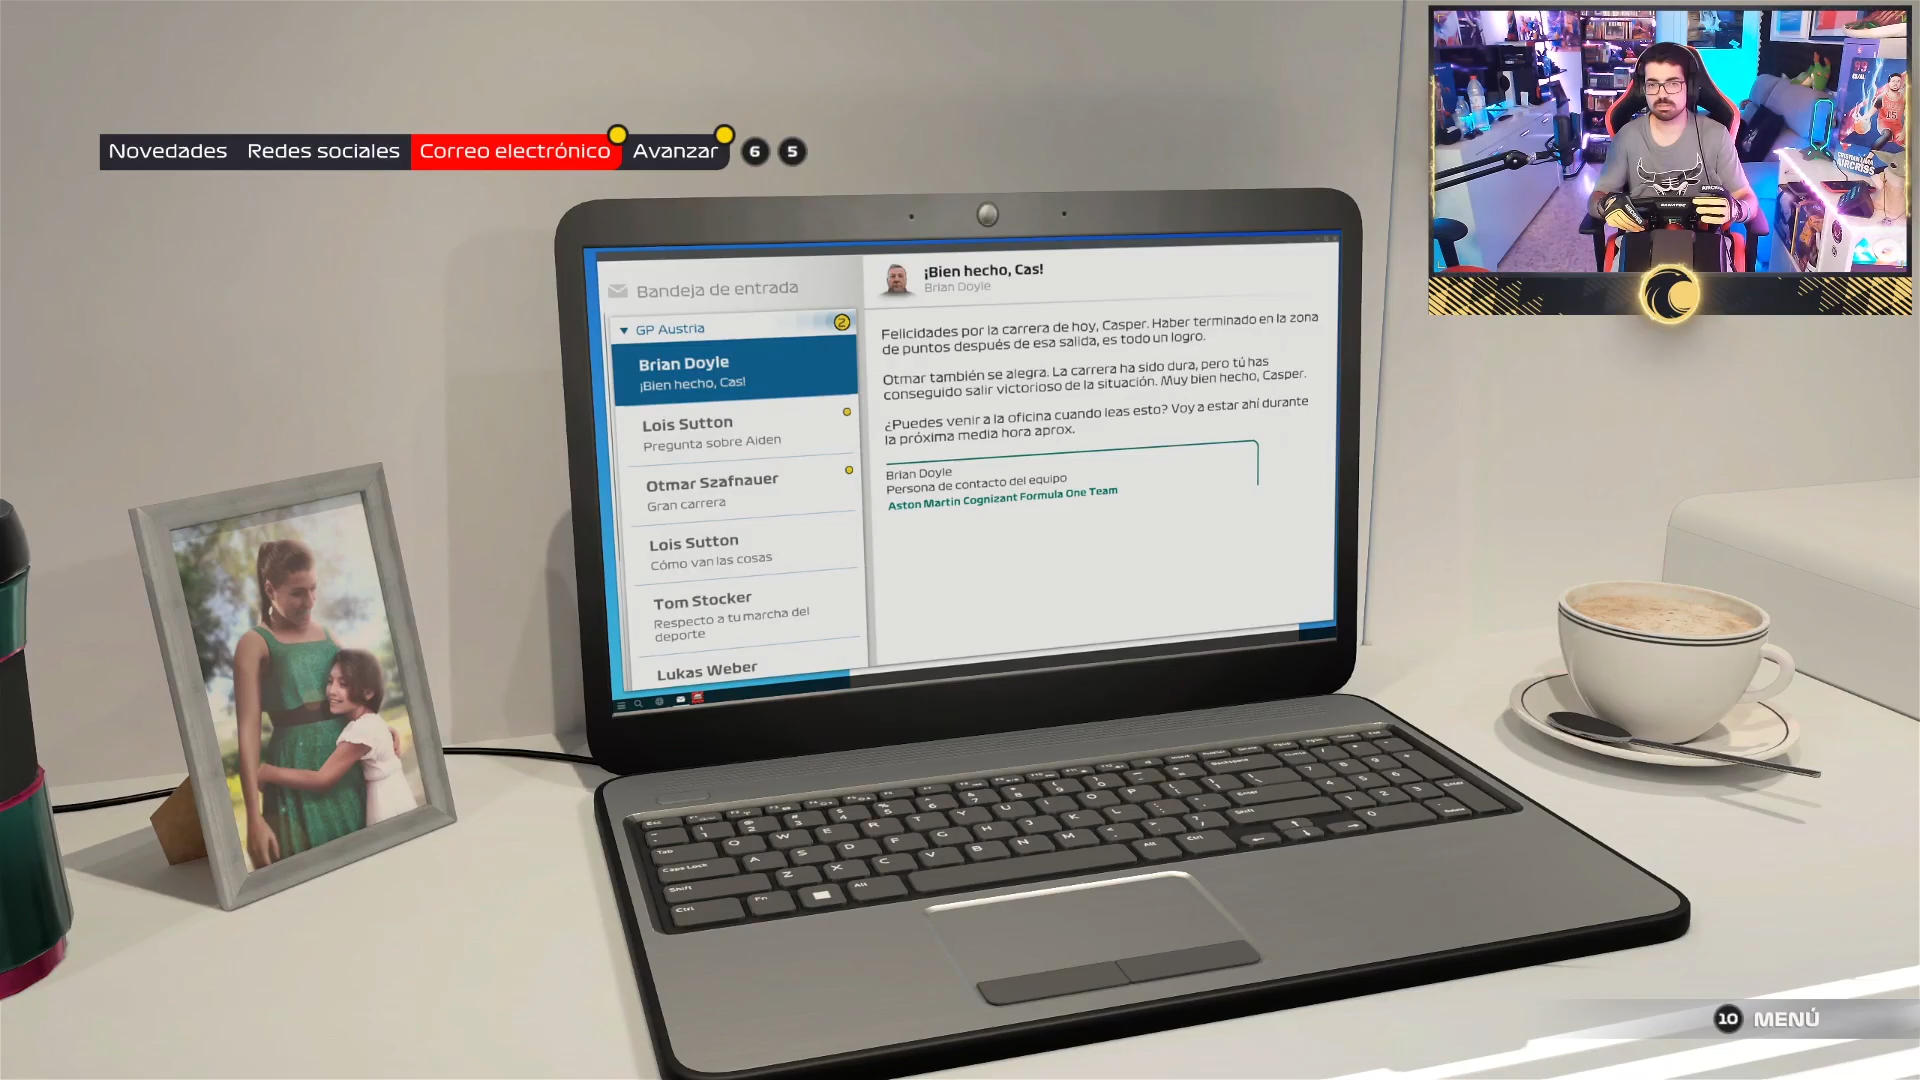 Novedades
Redes sociales
Correo electrónico
Avanzar
6
5
Bandeja de entrada
GP Austria
2
Brian Doyle
¡Bien hecho, Cas!
Lois Sutton
Pregunta sobre Aiden
Otmar Szafnauer
Gran carrera
Lois Sutton
Cómo van las cosas
Tom Stocker
Respecto a tu marcha del
deporte
Lukas Weber
¡Bien hecho, Cas!
Brian Doyle
Felicidades por la carrera de hoy, Casper. Haber terminado en la zona
de puntos después de esa salida, es todo un logro.
Otmar también se alegra. La carrera ha sido dura, pero tú has
conseguido salir victorioso de la situación. Muy bien hecho, Casper.
¿Puedes venir a la oficina cuando leas esto? Voy a estar ahí durante
la próxima media hora aprox.
Brian Doyle
Persona de contacto del equipo
Aston Martin Cognizant Formula One Team
AIRCRISS
10 MENÚ